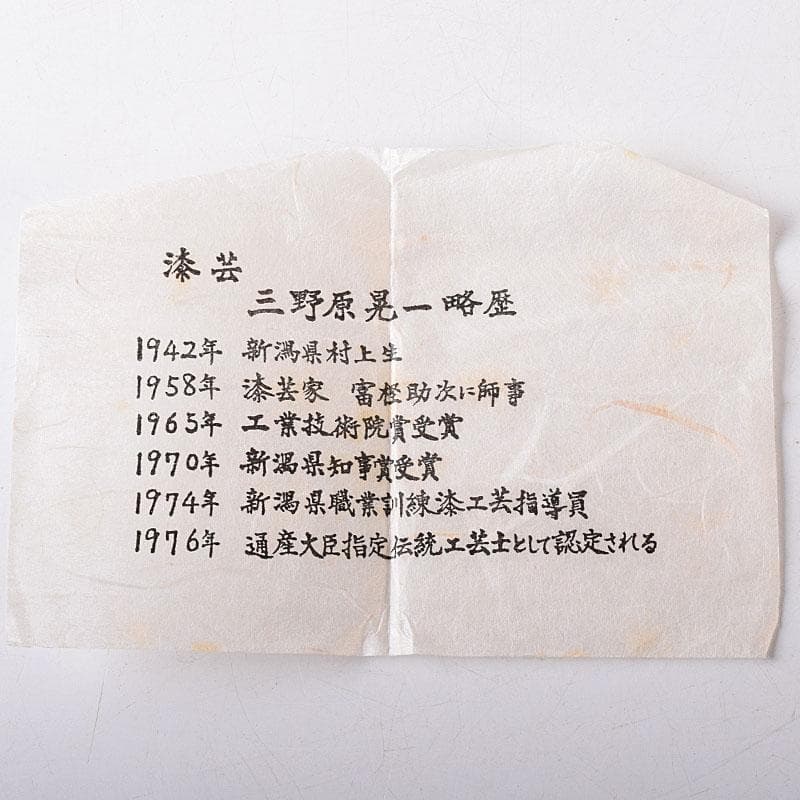 漆芸
三野原晃一略歴
1942年 新潟県村上生
1958年 漆芸家 富樫助次に師事
1965年 工業技術院賞受賞
1970年 新潟県知事賞受賞
1974年 新潟県職業訓練漆工芸指導員
1976年 通産大臣指定伝統工芸士として認定される